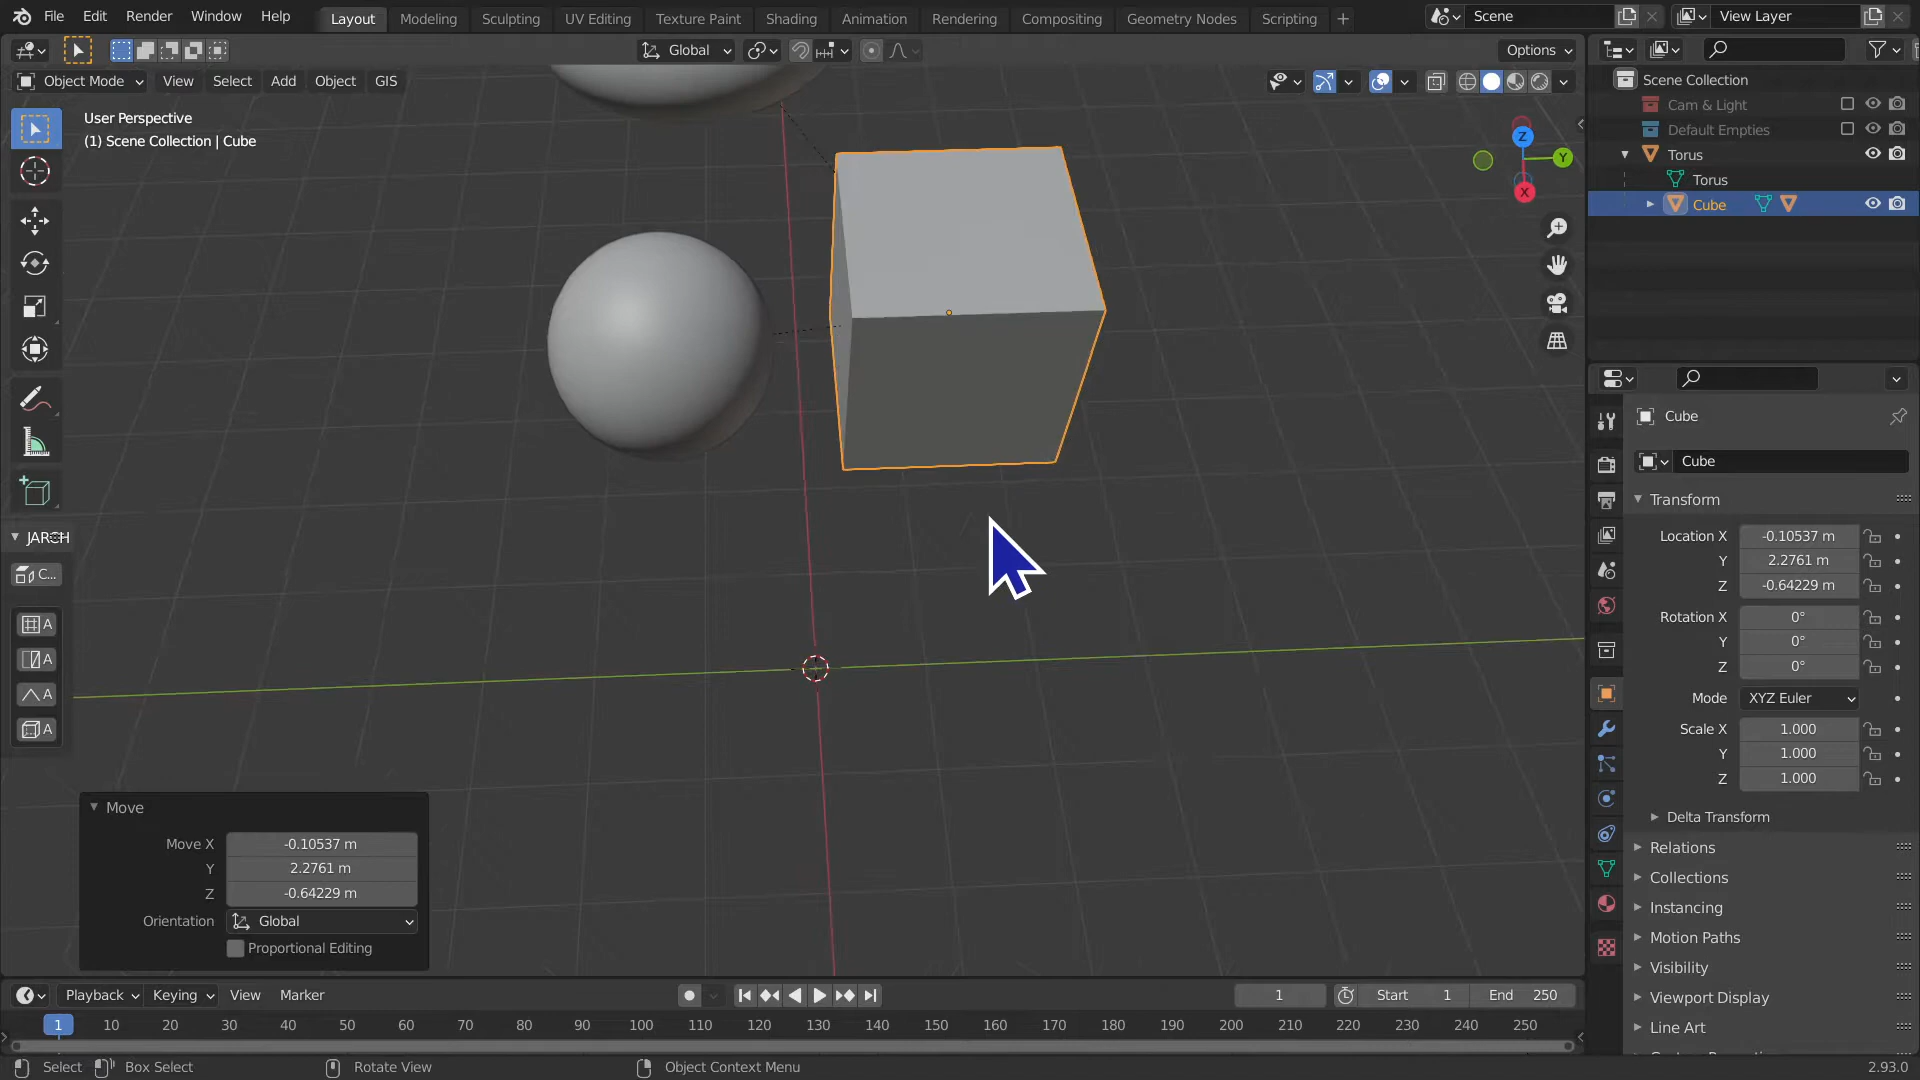 File Edit Render Window Help Layout Modeling Sculpting UV Editing Texture Paint Shading Animation Rendering Compositing Geometry Nodes Scripting + Scene View Layer
Global Options
Object Mode View Select Add Object GIS
User Perspective
(1) Scene Collection | Cube
Z
Y
X
Scene Collection
Cam & Light
Default Empties
Torus
Torus
Cube
JARCH
C...
A
A
A
A
Cube
Cube
Transform
Location X -0.10537 m
Y 2.2761 m
Z -0.64229 m
Rotation X 0°
Y 0°
Z 0°
Mode XYZ Euler
Scale X 1.000
Y 1.000
Z 1.000
Delta Transform
Relations
Collections
Instancing
Motion Paths
Visibility
Viewport Display
Line Art
Move
Move X -0.10537 m
Y 2.2761 m
Z -0.64229 m
Orientation Global
Proportional Editing
Playback Keying View Marker 1 Start 1 End 250
1 10 20 30 40 50 60 70 80 90 100 110 120 130 140 150 160 170 180 190 200 210 220 230 240 250
Select Box Select Rotate View Object Context Menu 2.93.0